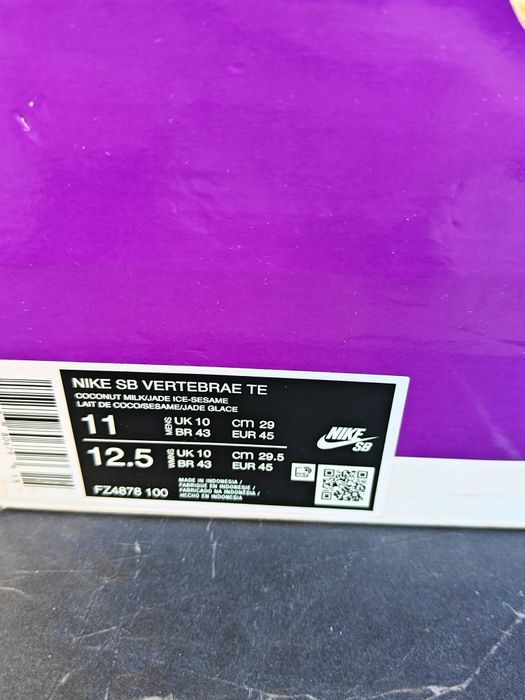 NIKE SB VERTEBRAE TE
COCONUT MILK/JADE ICE-SESAME
LAIT DE COCO/SESAME/JADE GLACE
11 MENS UK 10 cm 29
BR 43 EUR 45
12.5 WMNS UK 10 cm 29.5
BR 43 EUR 45
NIKE
SB
FZ4878 100
MADE IN INDONESIA /
FABRIQUE EN INDONESIE /
FABRICADO NA INDONÉSIA /
HECHO EN INDONESIA